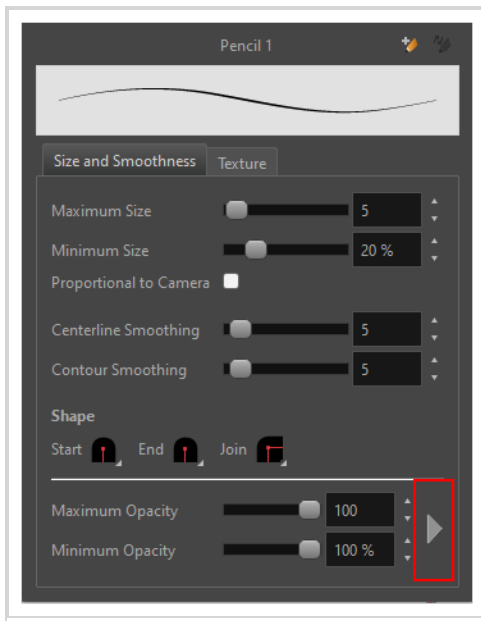 Pencil 1
Size and Smoothness Texture
Maximum Size 5
Minimum Size 20 %
Proportional to Camera
Centerline Smoothing 5
Contour Smoothing 5
Shape
Start End Join
Maximum Opacity 100
Minimum Opacity 100 %